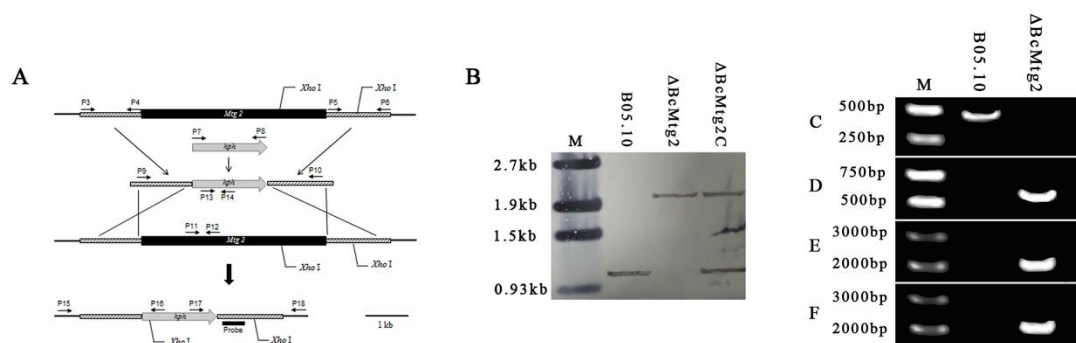 A
P3 P4 Xho I P5 Xho I P6
Mtg 2
P7 P8
hph
P9 hph P10
P13 P14
P11 P12
Mtg 2
Xho I Xho I
P15 P16 P17 P18
hph
Probe
Xho I Xho I
1 kb
B
M B05.10 ΔBcMtg2 ΔBcMtg2C
2.7kb
1.9kb
1.5kb
0.93kb
M B05.10 ΔBcMtg2
C 500bp
250bp
D 750bp
500bp
E 3000bp
2000bp
F 3000bp
2000bp